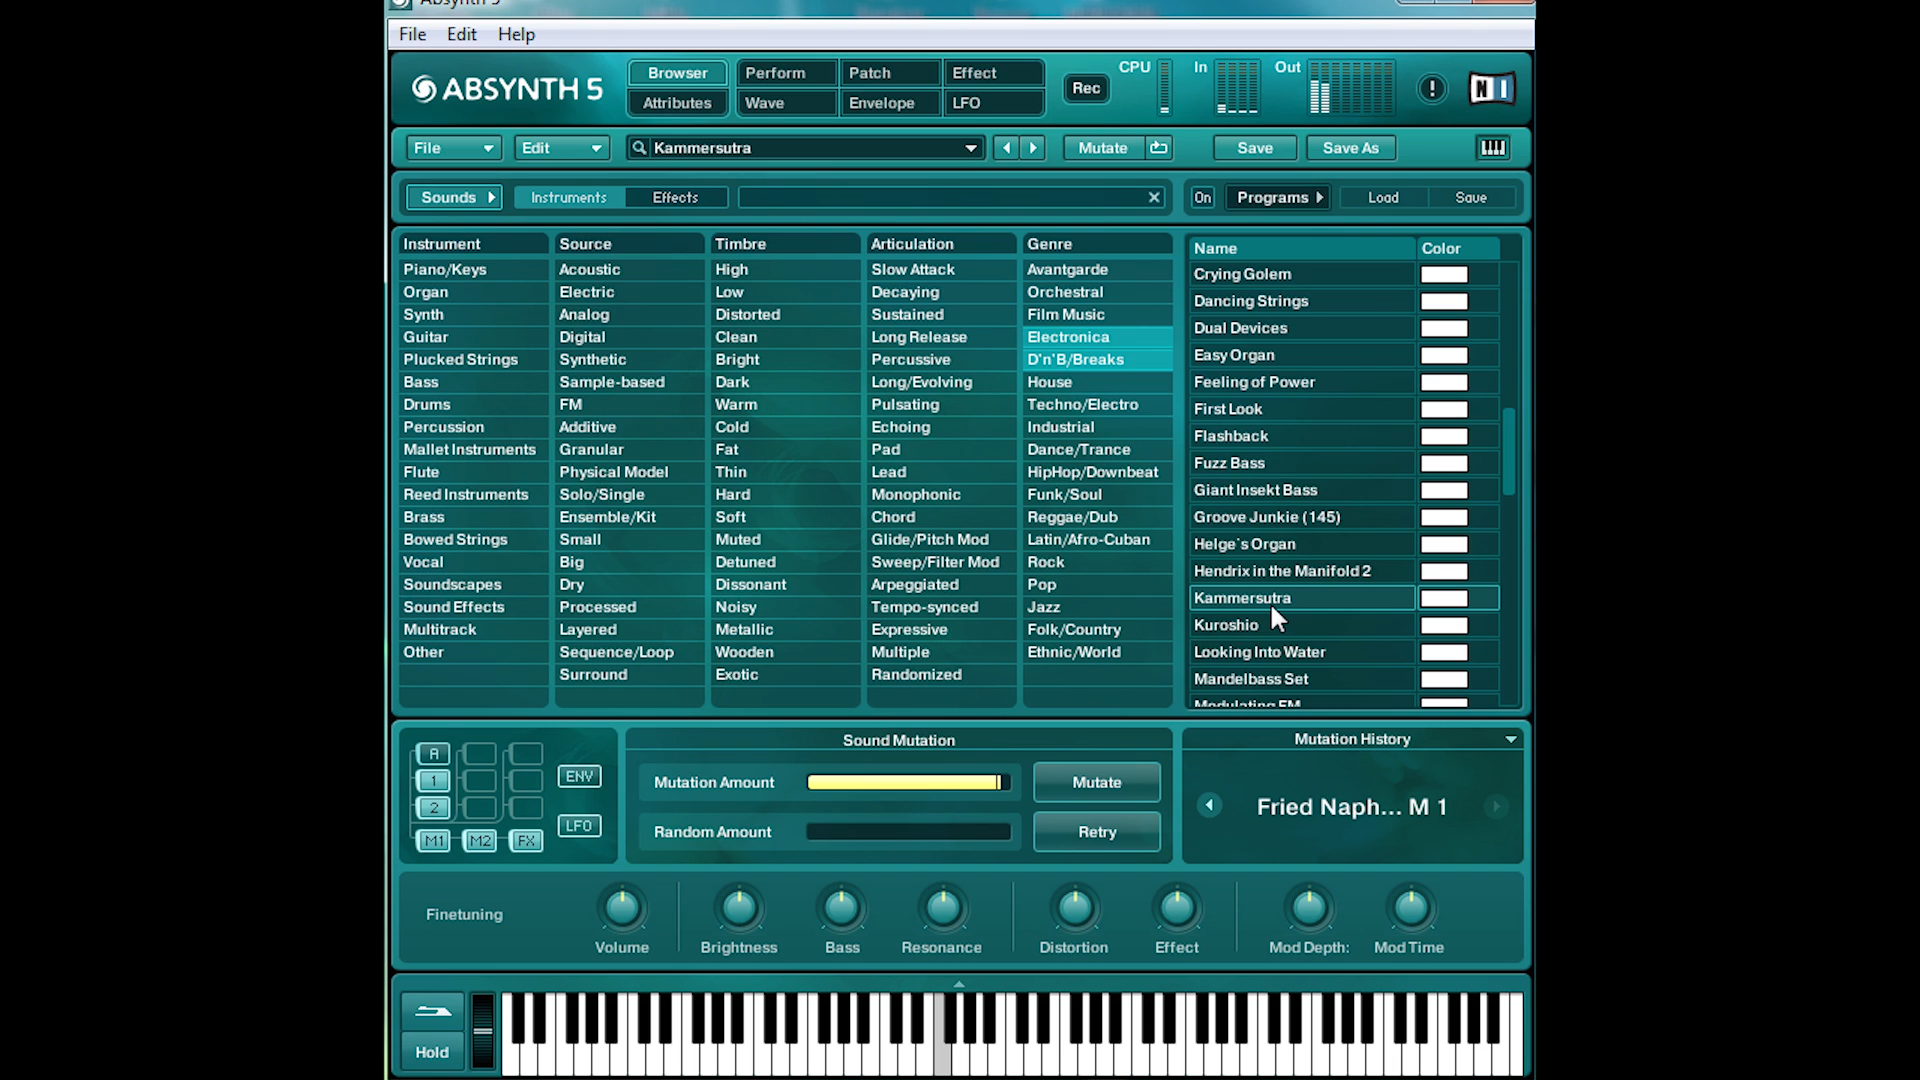 Absynth 5
File Edit Help
ABSYNTH 5
Browser Perform Patch Effect
Attributes Wave Envelope LFO
Rec CPU In Out ! NI
File Edit Kammersutra Mutate Save Save As
Sounds Instruments Effects On Programs Load Save
Instrument
Piano/Keys
Organ
Synth
Guitar
Plucked Strings
Bass
Drums
Percussion
Mallet Instruments
Flute
Reed Instruments
Brass
Bowed Strings
Vocal
Soundscapes
Sound Effects
Multitrack
Other
Source
Acoustic
Electric
Analog
Digital
Synthetic
Sample-based
FM
Additive
Granular
Physical Model
Solo/Single
Ensemble/Kit
Small
Big
Dry
Processed
Layered
Sequence/Loop
Surround
Timbre
High
Low
Distorted
Clean
Bright
Dark
Warm
Cold
Fat
Thin
Hard
Soft
Muted
Detuned
Dissonant
Noisy
Metallic
Wooden
Exotic
Articulation
Slow Attack
Decaying
Sustained
Long Release
Percussive
Long/Evolving
Pulsating
Echoing
Pad
Lead
Monophonic
Chord
Glide/Pitch Mod
Sweep/Filter Mod
Arpeggiated
Tempo-synced
Expressive
Multiple
Randomized
Genre
Avantgarde
Orchestral
Film Music
Electronica
D'n'B/Breaks
House
Techno/Electro
Industrial
Dance/Trance
HipHop/Downbeat
Funk/Soul
Reggae/Dub
Latin/Afro-Cuban
Rock
Pop
Jazz
Folk/Country
Ethnic/World
Name Color
Crying Golem
Dancing Strings
Dual Devices
Easy Organ
Feeling of Power
First Look
Flashback
Fuzz Bass
Giant Insekt Bass
Groove Junkie (145)
Helge`s Organ
Hendrix in the Manifold 2
Kammersutra
Kuroshio
Looking Into Water
Mandelbass Set
Modulating FM
A
1
2
M1 M2 FX
ENV
LFO
Sound Mutation
Mutation Amount Mutate
Random Amount Retry
Mutation History
Fried Naph... M 1
Finetuning
Volume Brightness Bass Resonance Distortion Effect Mod Depth: Mod Time
Hold